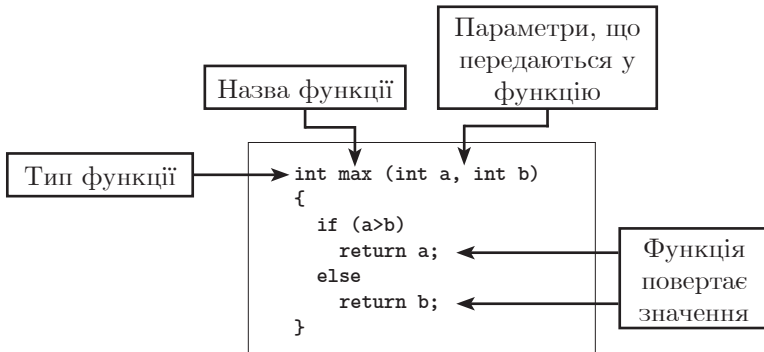 Параметри, що
передаються у
функцію
Назва функції
Тип функції
int max (int a, int b)
{
if (a>b)
return a;
else
return b;
}
Функція
повертає
значення